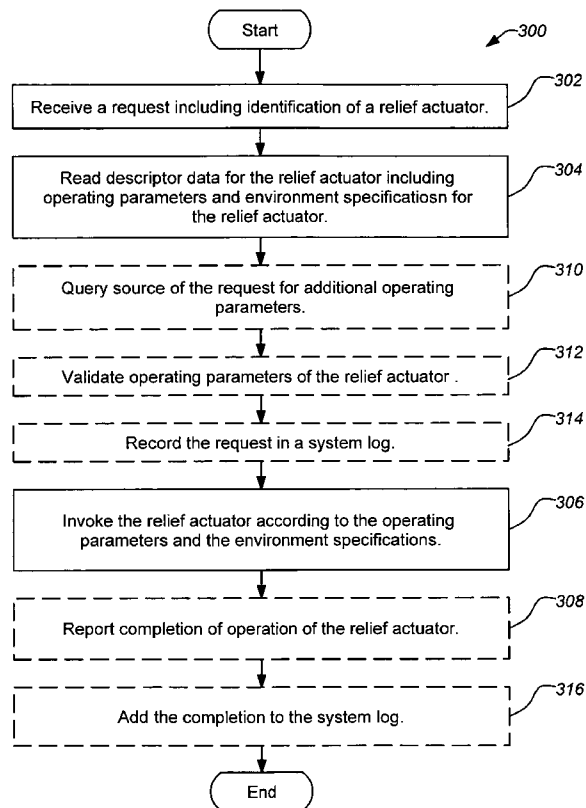 Start
300
302
Receive a request including identification of a relief actuator.
304
Read descriptor data for the relief actuator including
operating parameters and environment specificatiosn for
the relief actuator.
310
Query source of the request for additional operating
parameters.
312
Validate operating parameters of the relief actuator .
314
Record the request in a system log.
306
Invoke the relief actuator according to the operating
parameters and the environment specifications.
308
Report completion of operation of the relief actuator.
316
Add the completion to the system log.
End